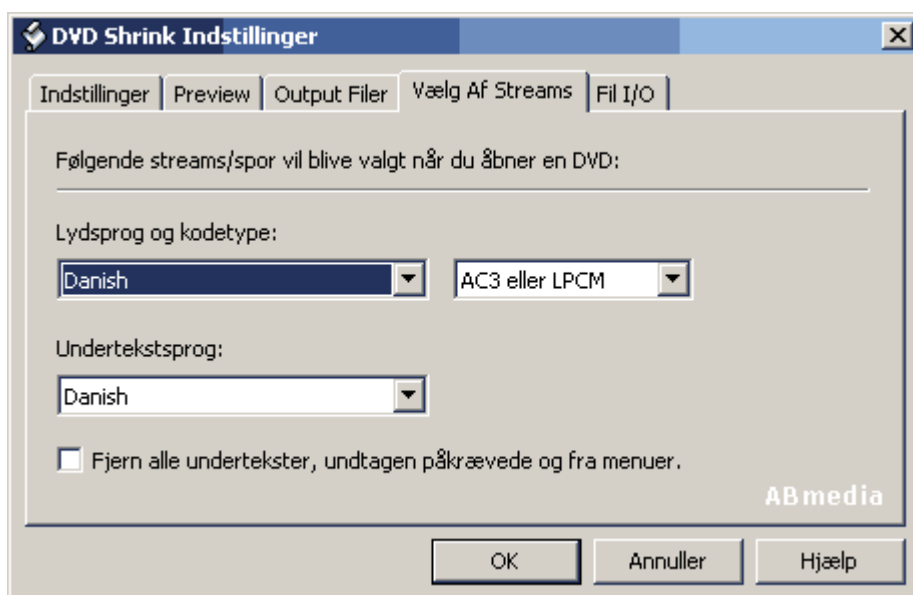 DVD Shrink Indstillinger
Indstillinger Preview Output Filer Vælg Af Streams Fil I/O
Følgende streams/spor vil blive valgt når du åbner en DVD:
Lydsprog og kodetype:
Danish AC3 eller LPCM
Undertekstsprog:
Danish
Fjern alle undertekster, undtagen påkrævede og fra menuer.
ABmedia
OK Annuller Hjælp